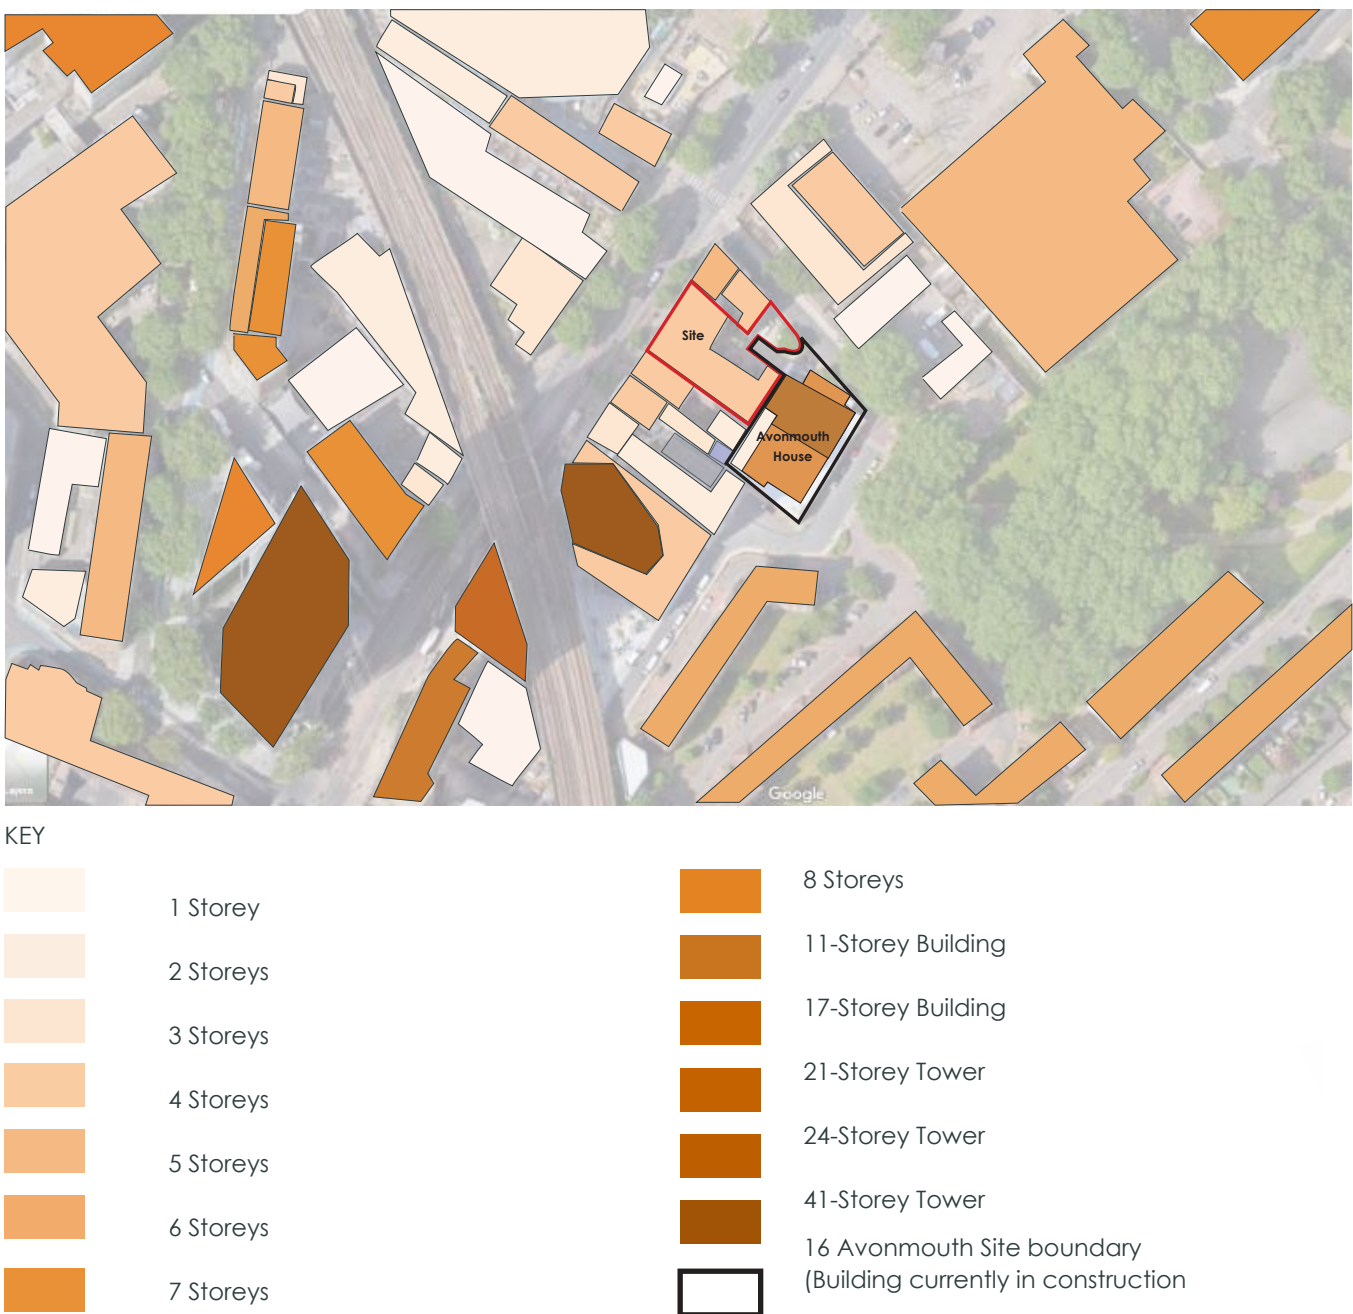 Site
Avonmouth
House
Google
KEY
1 Storey
2 Storeys
3 Storeys
4 Storeys
5 Storeys
6 Storeys
7 Storeys
8 Storeys
11-Storey Building
17-Storey Building
21-Storey Tower
24-Storey Tower
41-Storey Tower
16 Avonmouth Site boundary
(Building currently in construction